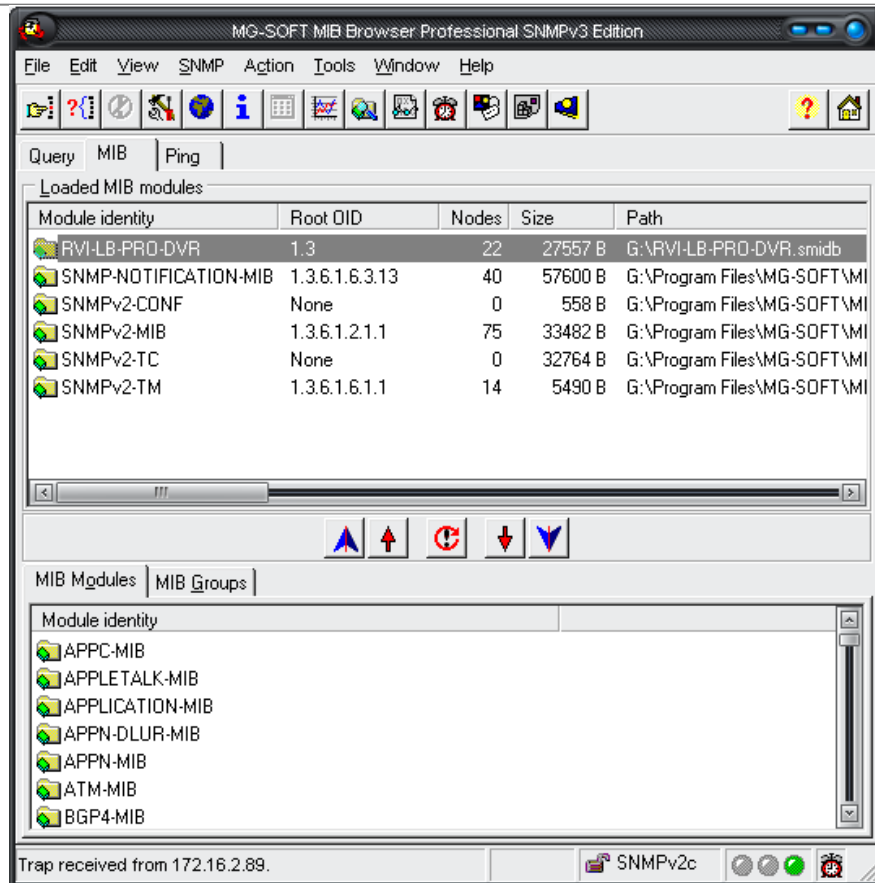 MG-SOFT MIB Browser Professional SNMPv3 Edition
File Edit View SNMP Action Tools Window Help
Query MIB Ping
Loaded MIB modules
Module identity Root OID Nodes Size Path
RVI-LB-PRO-DVR 1.3 22 27557 B G:\RVI-LB-PRO-DVR.smidb
SNMP-NOTIFICATION-MIB 1.3.6.1.6.3.13 40 57600 B G:\Program Files\MG-SOFT\MI
SNMPv2-CONF None 0 558 B G:\Program Files\MG-SOFT\MI
SNMPv2-MIB 1.3.6.1.2.1.1 75 33482 B G:\Program Files\MG-SOFT\MI
SNMPv2-TC None 0 32764 B G:\Program Files\MG-SOFT\MI
SNMPv2-TM 1.3.6.1.6.1.1 14 5490 B G:\Program Files\MG-SOFT\MI
MIB Modules MIB Groups
Module identity
APPC-MIB
APPLETALK-MIB
APPLICATION-MIB
APPN-DLUR-MIB
APPN-MIB
ATM-MIB
BGP4-MIB
Trap received from 172.16.2.89. SNMPv2c